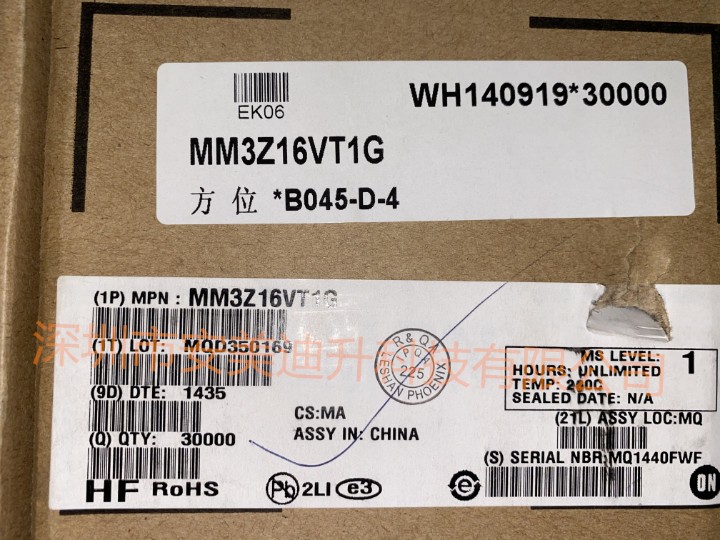 WH140919*30000
EK06
MM3Z16VT1G
方位 *B045-D-4
(1P) MPN : MM3Z16VT1G
(1T) LOT: MQD350169
(9D) DTE: 1435
(Q) QTY: 30000
HF RoHS
CS:MA
ASSY IN: CHINA
Pb 2LI e3
R & Q A
PQA
225
LESHAN PHOENIX
MS LEVEL: 1
HOURS: UNLIMITED
TEMP: 260C
SEALED DATE: N/A
(21L) ASSY LOC:MQ
(S) SERIAL NBR:MQ1440FWF
e
ON
深圳市安美迪升科技有限公司